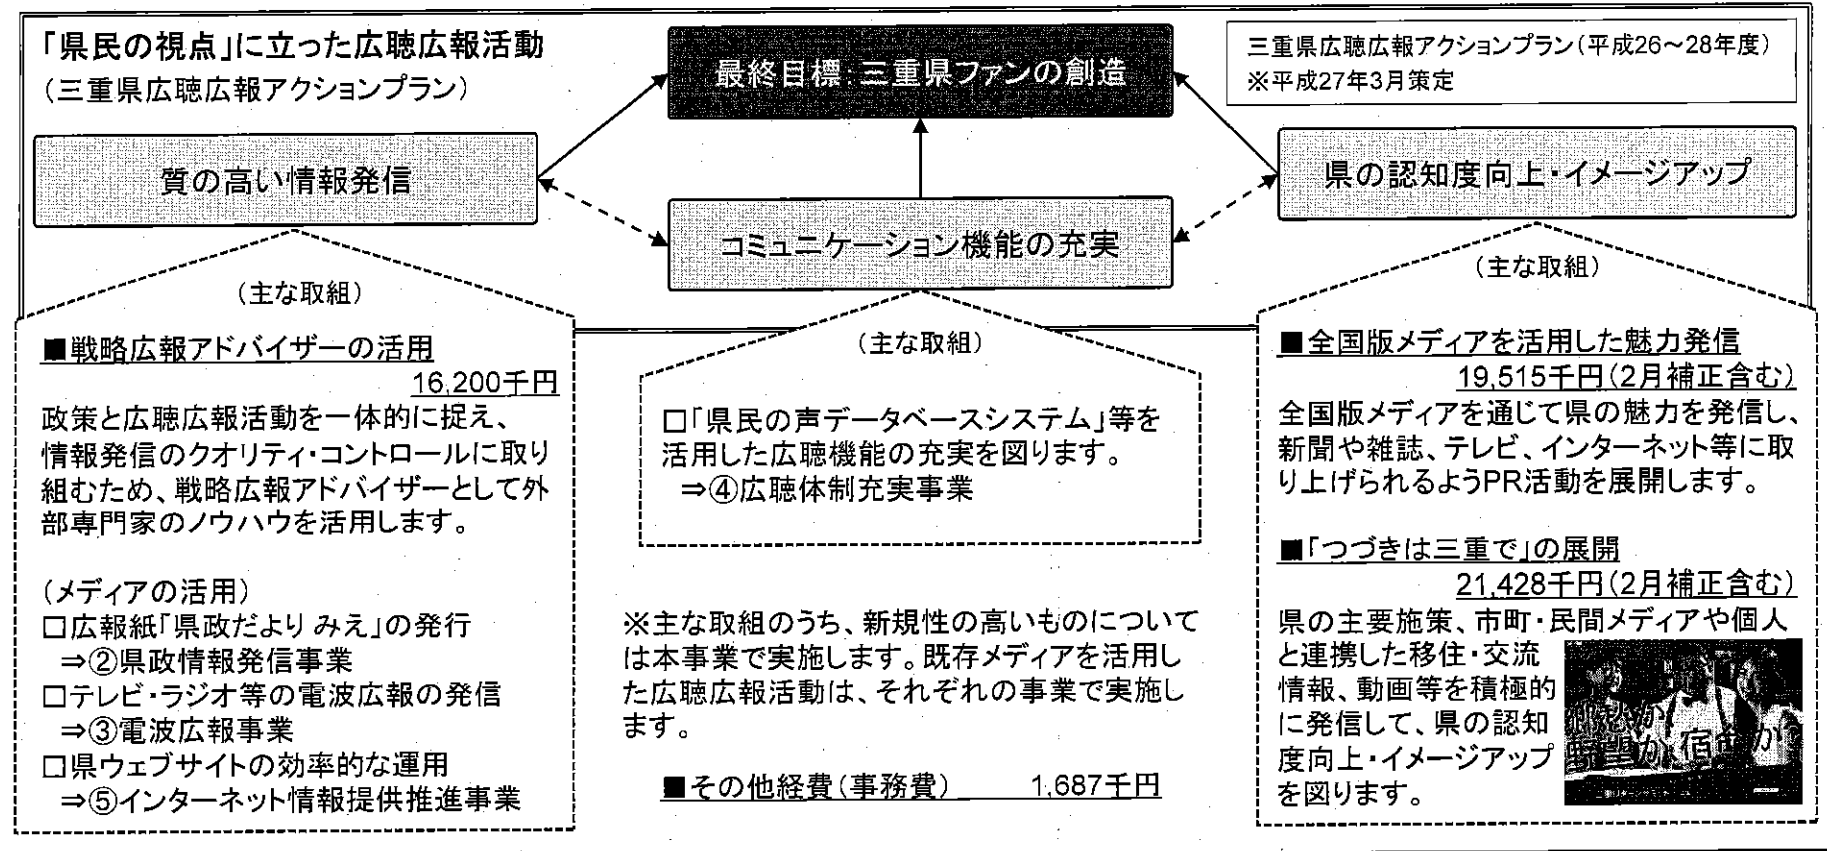 「県民の視点」に立った広聴広報活動
（三重県広聴広報アクションプラン）
最終目標：三重県ファンの創造
三重県広聴広報アクションプラン（平成26～28年度）
※平成27年3月策定
質の高い情報発信
コミュニケーション機能の充実
県の認知度向上・イメージアップ
（主な取組）
■戦略広報アドバイザーの活用
16,200千円
政策と広聴広報活動を一体的に捉え、
情報発信のクオリティ・コントロールに取り
組むため、戦略広報アドバイザーとして外
部専門家のノウハウを活用します。
（メディアの活用）
□広報紙「県政だより みえ」の発行
⇒②県政情報発信事業
□テレビ・ラジオ等の電波広報の発信
⇒③電波広報事業
□県ウェブサイトの効率的な運用
⇒⑤インターネット情報提供推進事業
（主な取組）
□「県民の声データベースシステム」等を
活用した広聴機能の充実を図ります。
⇒④広聴体制充実事業
※主な取組のうち、新規性の高いものについて
は本事業で実施します。既存メディアを活用し
た広聴広報活動は、それぞれの事業で実施し
ます。
■その他経費（事務費） 1,687千円
（主な取組）
■全国版メディアを活用した魅力発信
19,515千円（2月補正含む）
全国版メディアを通じて県の魅力を発信し、
新聞や雑誌、テレビ、インターネット等に取
り上げられるようPR活動を展開します。
■「つづきは三重で」の展開
21,428千円（2月補正含む）
県の主要施策、市町・民間メディアや個人
と連携した移住・交流
情報、動画等を積極的
に発信して、県の認知
度向上・イメージアップ
を図ります。